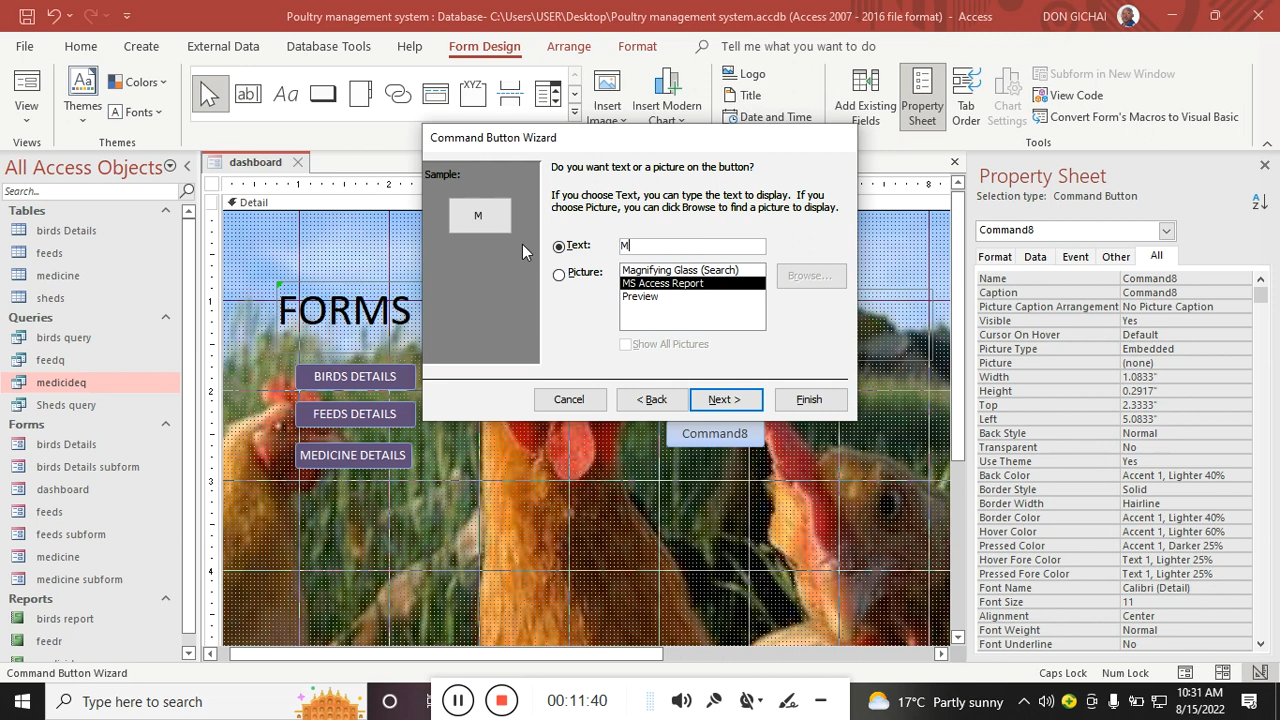 Poultry management system : Database- C:\Users\USER\Desktop\Poultry management system.accdb (Access 2007 - 2016 file format) - Access
DON GICHAI
File Home Create External Data Database Tools Help Form Design Arrange Format Tell me what you want to do
View
Views
Themes
Colors
Fonts
Themes
Aa
XYZ
Insert Image
Insert Modern Chart
Logo
Title
Date and Time
Add Existing Fields
Property Sheet
Tab Order
Chart Settings
Subform in New Window
View Code
Convert Form's Macros to Visual Basic
Tools
All Access Objects
Search...
Tables
birds Details
feeds
medicine
sheds
Queries
birds query
feedq
medicideq
Sheds query
Forms
birds Details
birds Details subform
dashboard
feeds
feeds subform
medicine
medicine subform
Reports
birds report
feedr
dashboard
1 2 8
Detail
1
2
3
4
FORMS
BIRDS DETAILS
FEEDS DETAILS
MEDICINE DETAILS
Command8
Command Button Wizard
Sample:
M
Do you want text or a picture on the button?
If you choose Text, you can type the text to display. If you
choose Picture, you can click Browse to find a picture to display.
Text: M
Picture:
Magnifying Glass (Search)
MS Access Report
Preview
Browse...
Show All Pictures
Cancel < Back Next > Finish
Property Sheet
Selection type: Command Button
Command8
Format Data Event Other All
Name Command8
Caption Command8
Picture Caption Arrangement No Picture Caption
Visible Yes
Cursor On Hover Default
Picture Type Embedded
Picture (none)
Width 1.0833"
Height 0.2917"
Top 2.3333"
Left 5.0833"
Back Style Normal
Transparent No
Use Theme Yes
Back Color Accent 1, Lighter 40%
Border Style Solid
Border Width Hairline
Border Color Accent 1, Lighter 40%
Hover Color Accent 1, Lighter 60%
Pressed Color Accent 1, Darker 25%
Hover Fore Color Text 1, Lighter 25%
Pressed Fore Color Text 1, Lighter 25%
Font Name Calibri (Detail)
Font Size 11
Alignment Center
Font Weight Normal
Font Underline No
Command Button Wizard
Caps Lock Num Lock
Type here to search
00:11:40
17°C Partly sunny
10:31 AM
8/15/2022